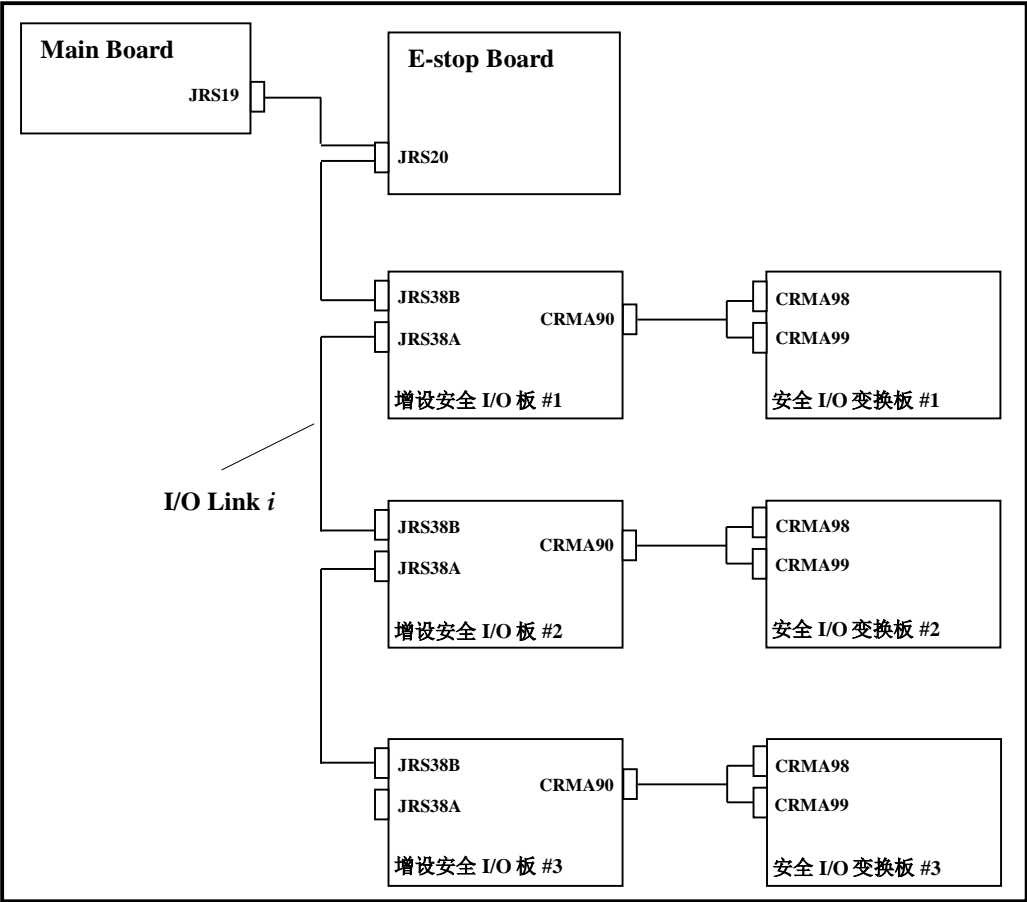 Main Board
JRS19
E-stop Board
JRS20
JRS38B
JRS38A
CRMA90
增设安全 I/O 板 #1
CRMA98
CRMA99
安全 I/O 变换板 #1
I/O Link i
JRS38B
JRS38A
CRMA90
增设安全 I/O 板 #2
CRMA98
CRMA99
安全 I/O 变换板 #2
JRS38B
JRS38A
CRMA90
增设安全 I/O 板 #3
CRMA98
CRMA99
安全 I/O 变换板 #3